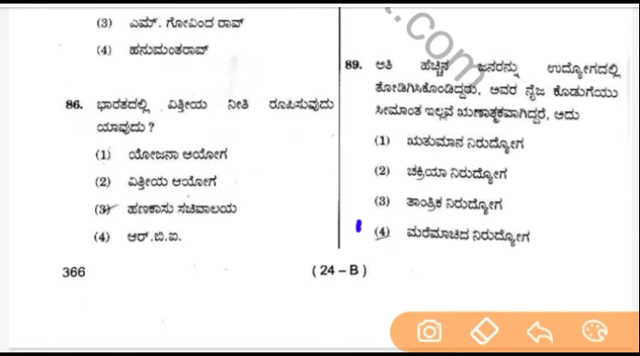 (3) ಎಮ್. ಗೋವಿಂದ ರಾವ್
(4) ಹನುಮಂತರಾವ್
86. ಭಾರತದಲ್ಲಿ ವಿತ್ತೀಯ ನೀತಿ ರೂಪಿಸುವುದು
ಯಾವುದು ?
(1) ಯೋಜನಾ ಆಯೋಗ
(2) ವಿತ್ತೀಯ ಆಯೋಗ
(3) ಹಣಕಾಸು ಸಚಿವಾಲಯ
(4) ಆರ್.ಬಿ.ಐ.
366
(24 – B)
89. ಅತಿ ಹೆಚ್ಚಿನ ಜನರನ್ನು ಉದ್ಯೋಗದಲ್ಲಿ
ತೋಡಿಗಿಸಿಕೊಂಡಿದ್ದು, ಅವರ ನೈಜ ಕೊಡುಗೆಯು
ಸೀಮಾಂತ ಇಲ್ಲವೆ ಋಣಾತ್ಮಕವಾಗಿದ್ದರೆ, ಅದು
(1) ಋತುಮಾನ ನಿರುದ್ಯೋಗ
(2) ಚಕ್ರಿಯಾ ನಿರುದ್ಯೋಗ
(3) ತಾಂತ್ರಿಕ ನಿರುದ್ಯೋಗ
(4) ಮರೆಮಾಚಿದ ನಿರುದ್ಯೋಗ
.com